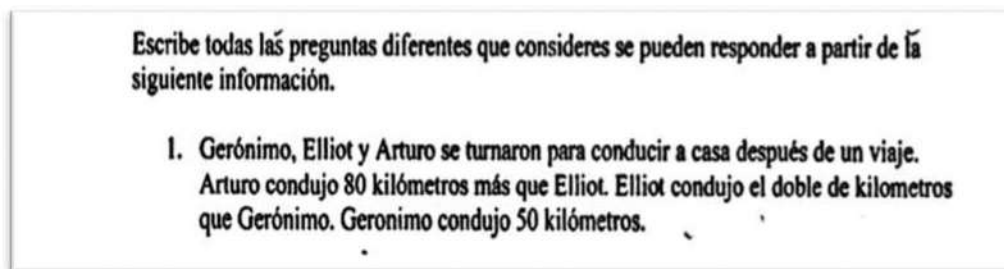 Escribe todas las preguntas diferentes que consideres se pueden responder a partir de la
siguiente información.
1. Gerónimo, Elliot y Arturo se turnaron para conducir a casa después de un viaje.
Arturo condujo 80 kilómetros más que Elliot. Elliot condujo el doble de kilometros
que Gerónimo. Geronimo condujo 50 kilómetros.